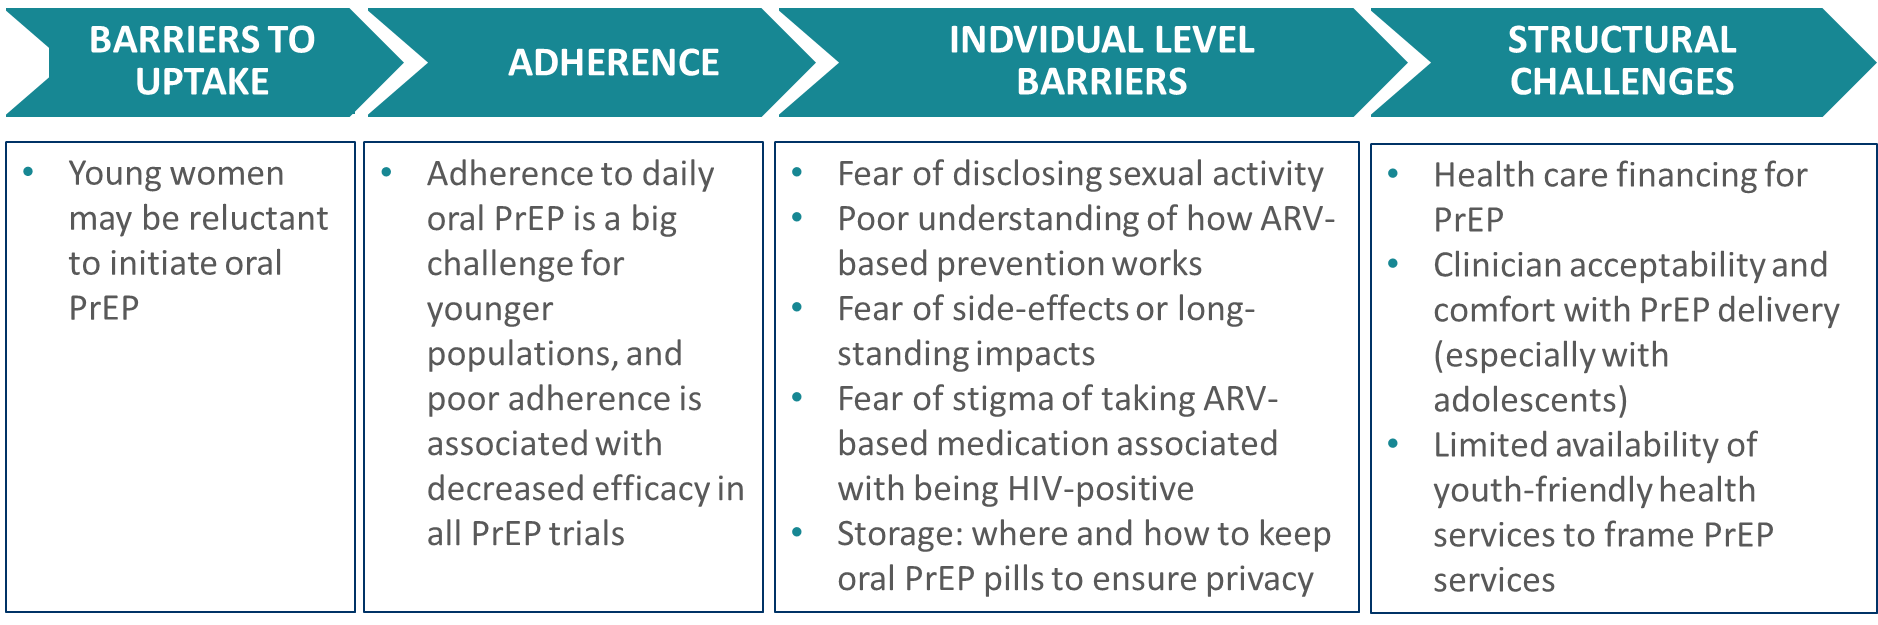 BARRIERS TO
UPTAKE
ADHERENCE
INDVIDUAL LEVEL
BARRIERS
STRUCTURAL
CHALLENGES
• Young women
may be reluctant
to initiate oral
PrEP
• Adherence to daily
oral PrEP is a big
challenge for
younger
populations, and
poor adherence is
associated with
decreased efficacy in
all PrEP trials
• Fear of disclosing sexual activity
• Poor understanding of how ARV-
based prevention works
• Fear of side-effects or long-
standing impacts
• Fear of stigma of taking ARV-
based medication associated
with being HIV-positive
• Storage: where and how to keep
oral PrEP pills to ensure privacy
• Health care financing for
PrEP
• Clinician acceptability and
comfort with PrEP delivery
(especially with
adolescents)
• Limited availability of
youth-friendly health
services to frame PrEP
services